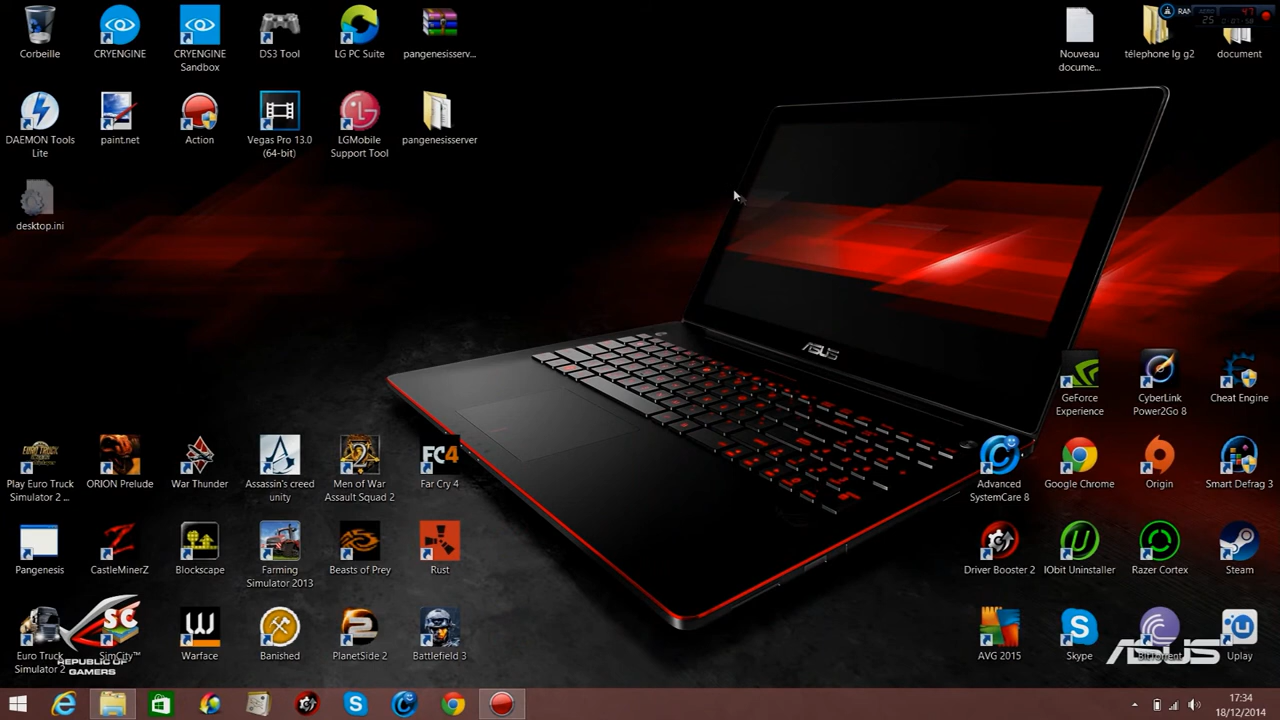 Corbeille
CRYENGINE
CRYENGINE
Sandbox
DS3 Tool
LG PC Suite
pangenesisserv...
Nouveau
docume...
télephone lg g2
document
DAEMON Tools
Lite
paint.net
Action
Vegas Pro 13.0
(64-bit)
LGMobile
Support Tool
pangenesisserver
desktop.ini
ASUS
GeForce
Experience
CyberLink
Power2Go 8
Cheat Engine
Play Euro Truck
Simulator 2 ...
ORION Prelude
War Thunder
Assassin's creed
unity
Men of War
Assault Squad 2
FC4
Far Cry 4
Advanced
SystemCare 8
Google Chrome
Origin
Smart Defrag 3
Pangenesis
CastleMinerZ
Blockscape
Farming
Simulator 2013
Beasts of Prey
Rust
Driver Booster 2
IObit Uninstaller
Razer Cortex
Steam
Euro Truck
Simulator 2
REPUBLIC OF
GAMERS
SC
SimCity™
Warface
Banished
PlanetSide 2
Battlefield 3
AVG 2015
Skype
BitTorrent
Uplay
ASUS
17:34
18/12/2014